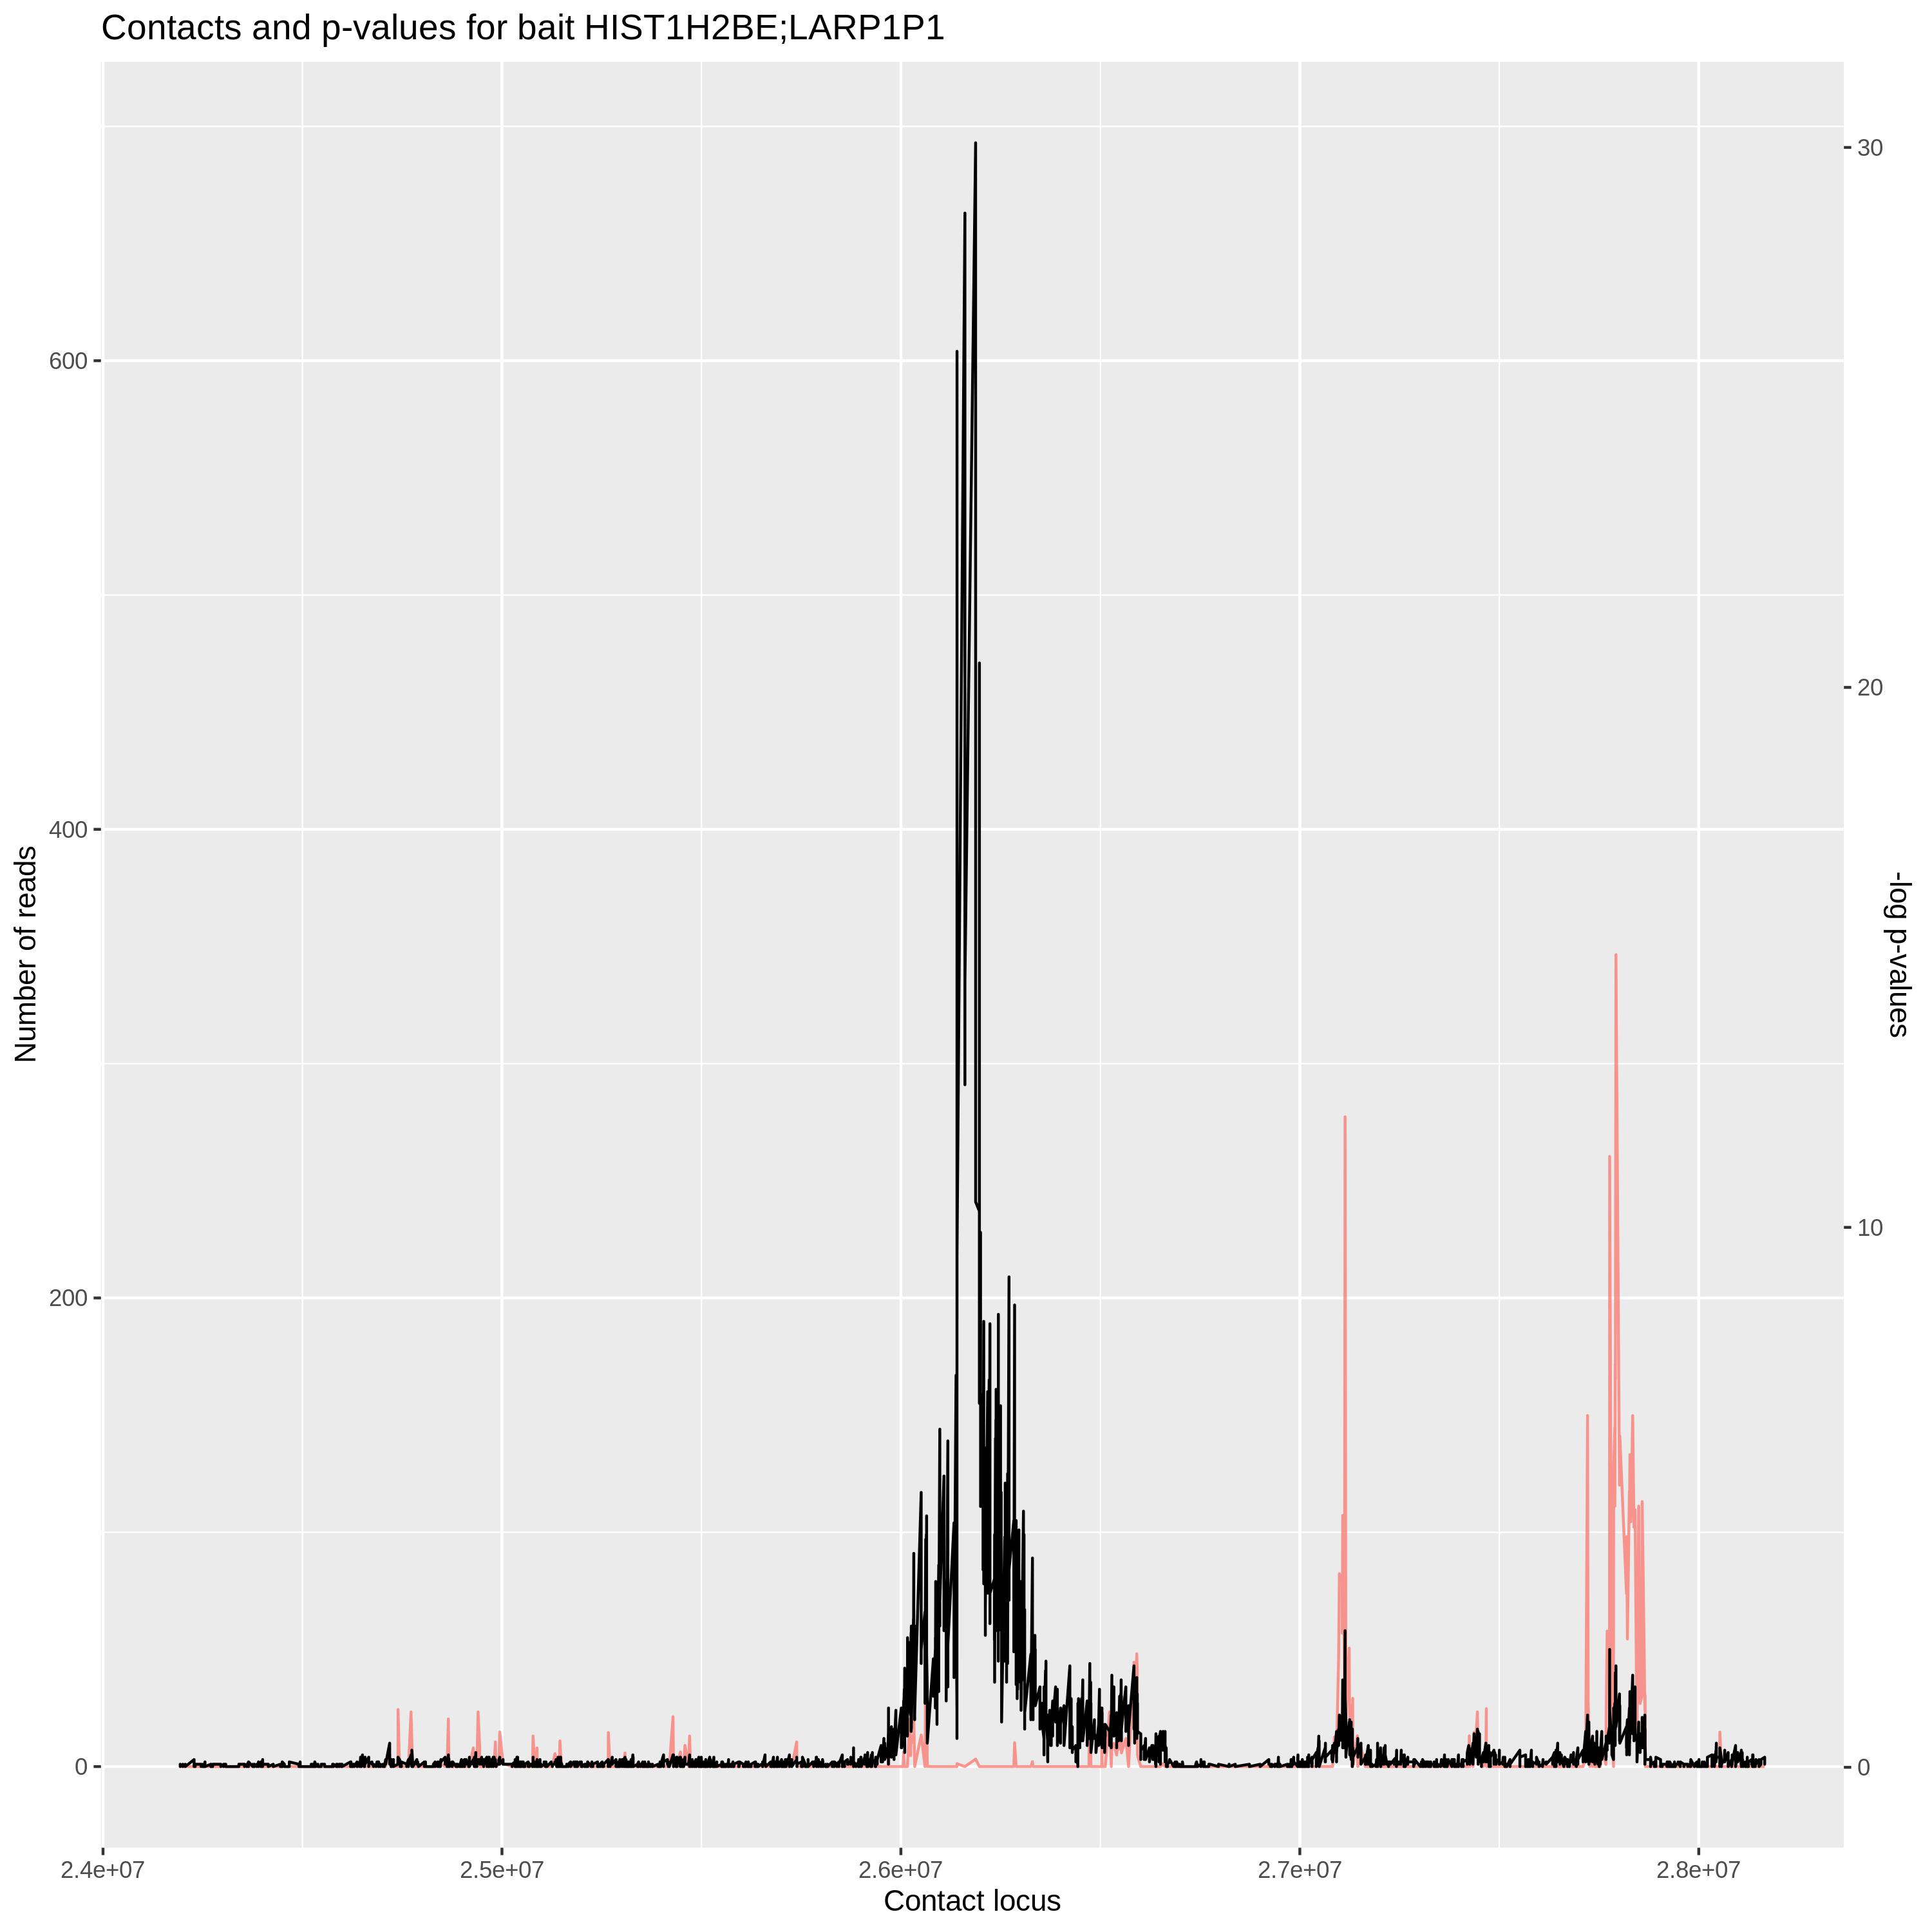 Contacts and p-values for bait HIST1H2BE;LARP1P1
30
600
20
400
Number of reads
-log p-values
10
200
0
0
2.4e+07
2.5e+07
2.6e+07
2.7e+07
2.8e+07
Contact locus